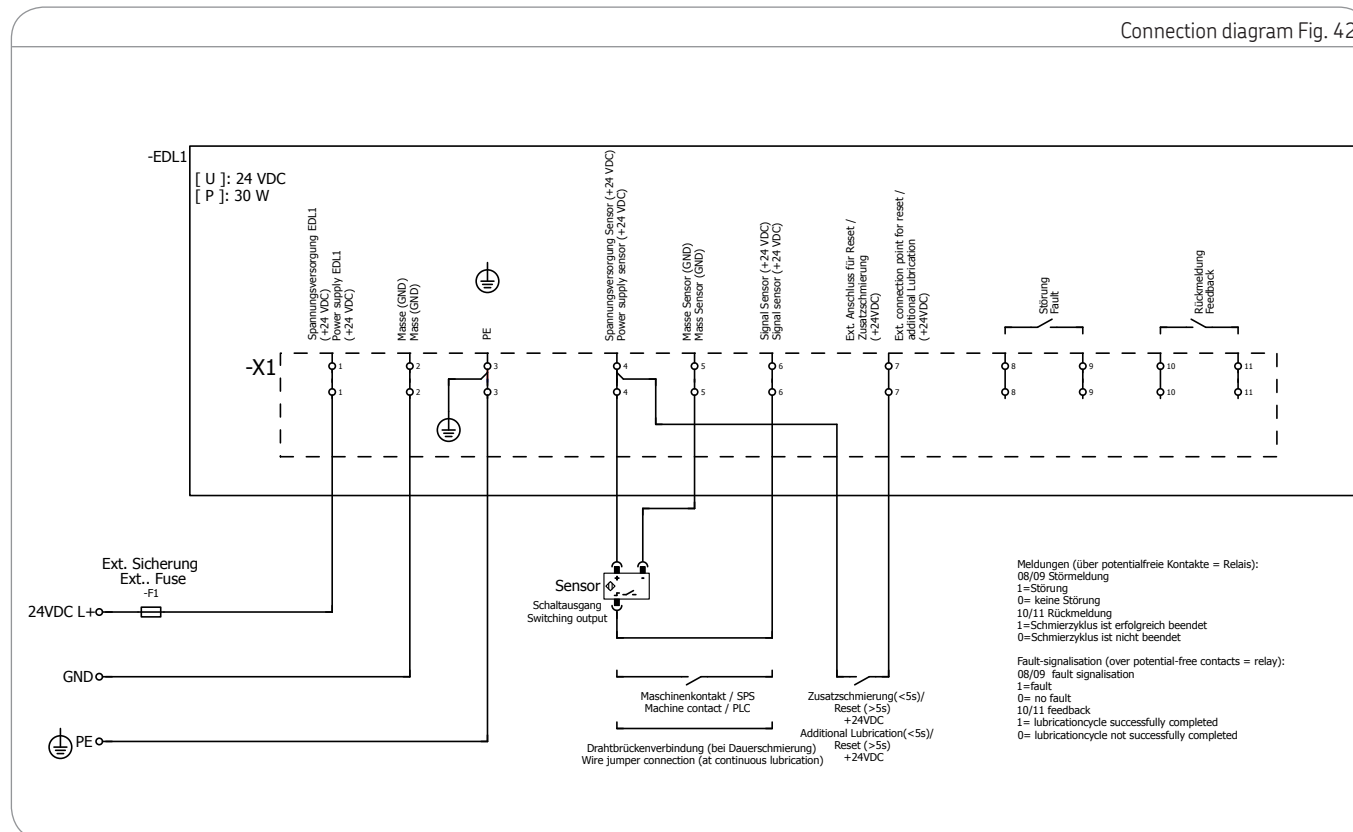 Connection diagram Fig. 42
-EDL1
[ U ]: 24 VDC
[ P ]: 30 W
Spannungsversorgung EDL1
(+24 VDC)
Power supply EDL1
(+24 VDC)
Masse (GND)
Mass (GND)
PE
Spannungsversorgung Sensor (+24 VDC)
Power supply sensor (+24 VDC)
Masse Sensor (GND)
Mass Sensor (GND)
Signal Sensor (+24 VDC)
Signal sensor (+24 VDC)
Ext. Anschluss für Reset /
Zusatzschmierung
(+24VDC)
Ext. connection point for reset /
additional Lubrication
(+24VDC)
Störung
Fault
Rückmeldung
Feedback
-X1
1 2 3 4 5 6 7 8 9 10 11
1 2 3 4 5 6 7 8 9 10 11
Ext. Sicherung
Ext.. Fuse
-F1
24VDC L+
GND
PE
Sensor
+ -
Schaltausgang
Switching output
Maschinenkontakt / SPS
Machine contact / PLC
Drahtbrückenverbindung (bei Dauerschmierung)
Wire jumper connection (at continuous lubrication)
Zusatzschmierung(<5s)/
Reset (>5s)
+24VDC
Additional Lubrication(<5s)/
Reset (>5s)
+24VDC
Meldungen (über potentialfreie Kontakte = Relais):
08/09 Störmeldung
1=Störung
0= keine Störung
10/11 Rückmeldung
1=Schmierzyklus ist erfolgreich beendet
0=Schmierzyklus ist nicht beendet
Fault-signalisation (over potential-free contacts = relay):
08/09 fault signalisation
1=fault
0= no fault
10/11 feedback
1= lubricationcycle successfully completed
0= lubricationcycle not successfully completed